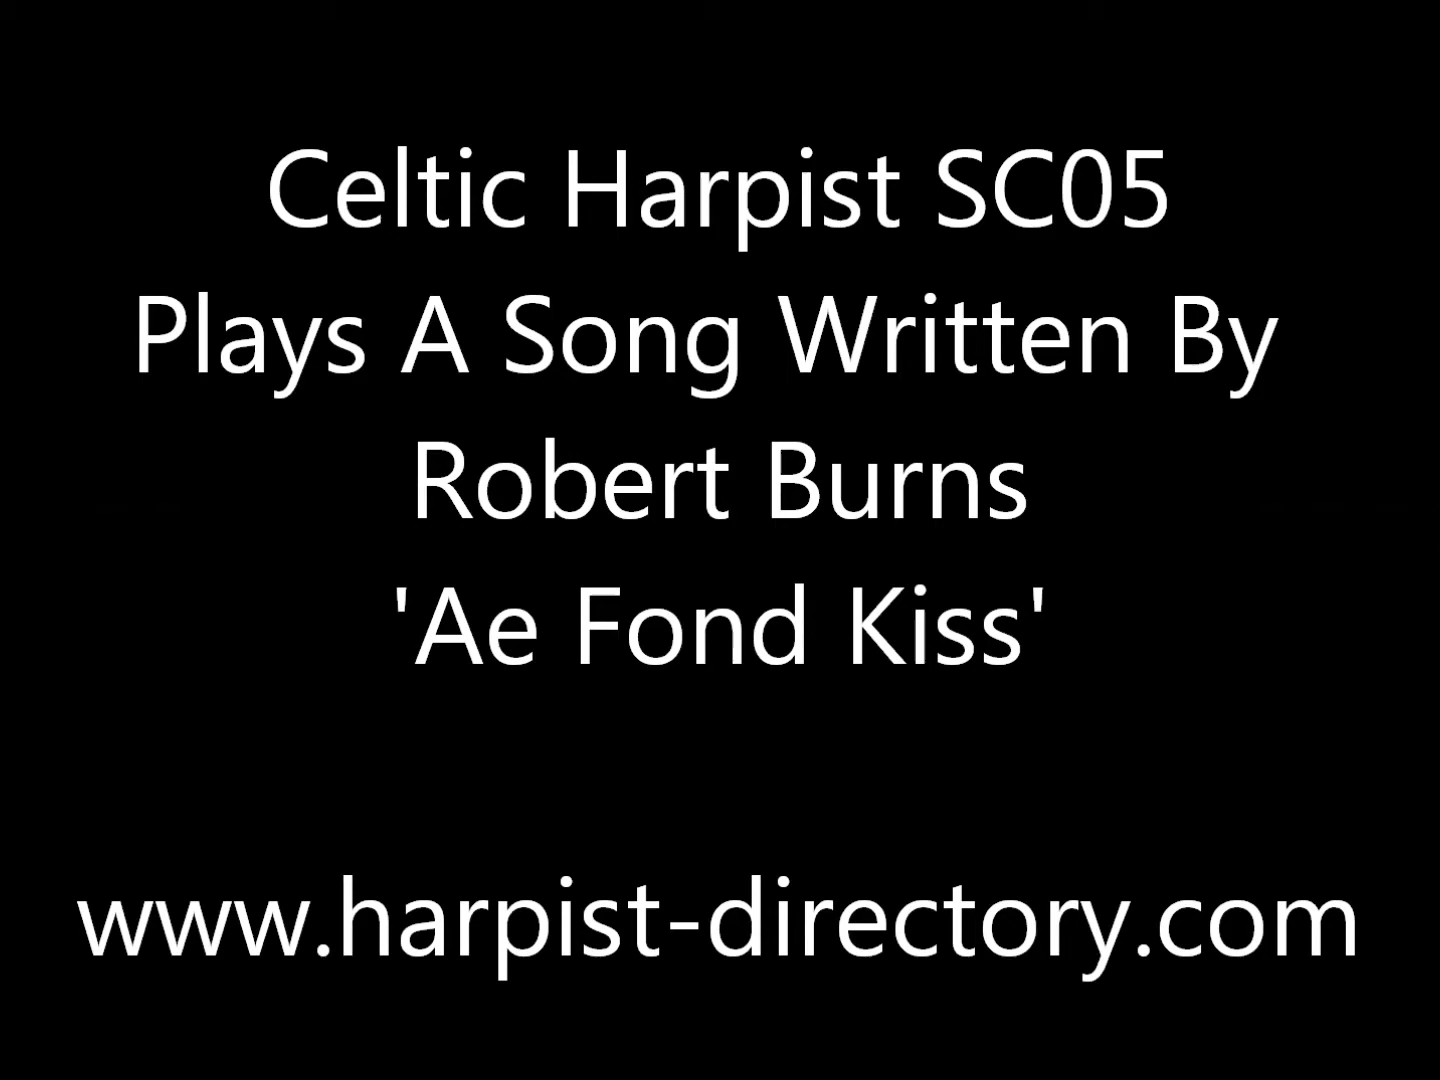 Celtic Harpist SC05
Plays A Song Written By
Robert Burns
'Ae Fond Kiss'
www.harpist-directory.com